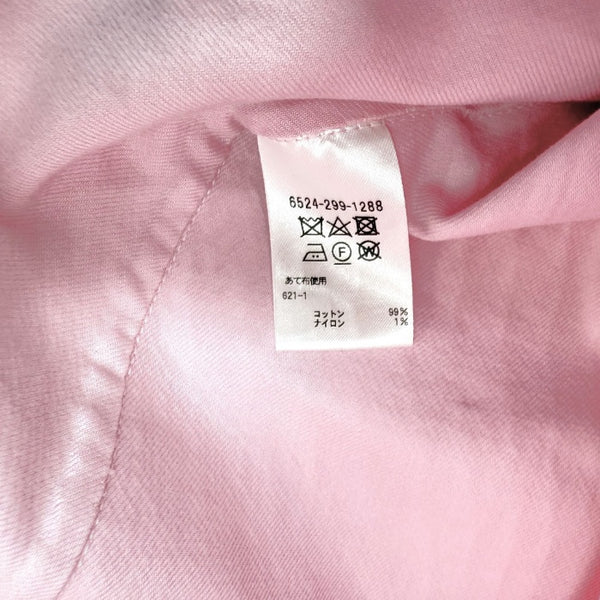 6524-299-1288
F W
あて布使用
621-1
コットン 99%
ナイロン 1%